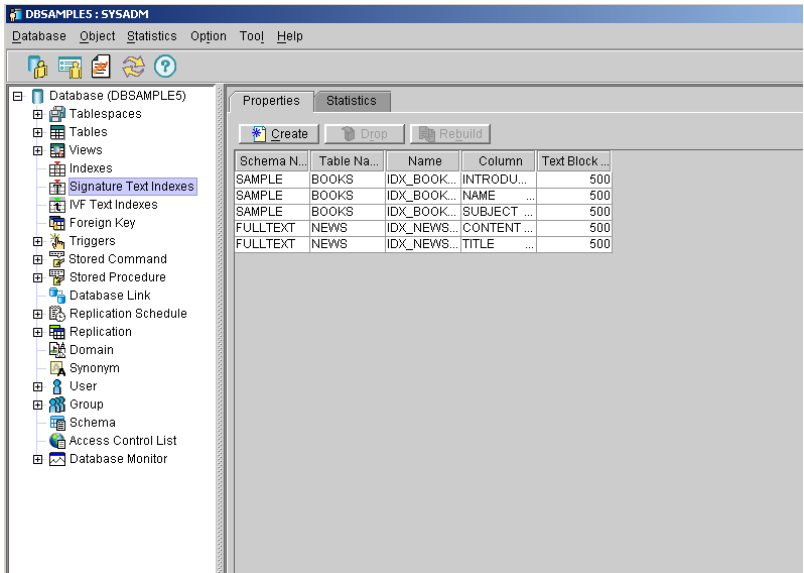 DBSAMPLE5 : SYSADM
Database Object Statistics Option Tool Help
Database (DBSAMPLE5)
Tablespaces
Tables
Views
Indexes
Signature Text Indexes
IVF Text Indexes
Foreign Key
Triggers
Stored Command
Stored Procedure
Database Link
Replication Schedule
Replication
Domain
Synonym
User
Group
Schema
Access Control List
Database Monitor
Properties Statistics
Create Drop Rebuild
Schema N... Table Na... Name Column Text Block ...
SAMPLE BOOKS IDX_BOOK... INTRODU... 500
SAMPLE BOOKS IDX_BOOK... NAME ... 500
SAMPLE BOOKS IDX_BOOK... SUBJECT ... 500
FULLTEXT NEWS IDX_NEWS... CONTENT ... 500
FULLTEXT NEWS IDX_NEWS... TITLE ... 500